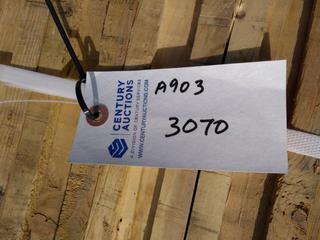 CENTURY
AUCTIONS
A DIVISION OF CENTURY SERVICES
WWW.CENTURYAUCTIONS.COM
A903
3070